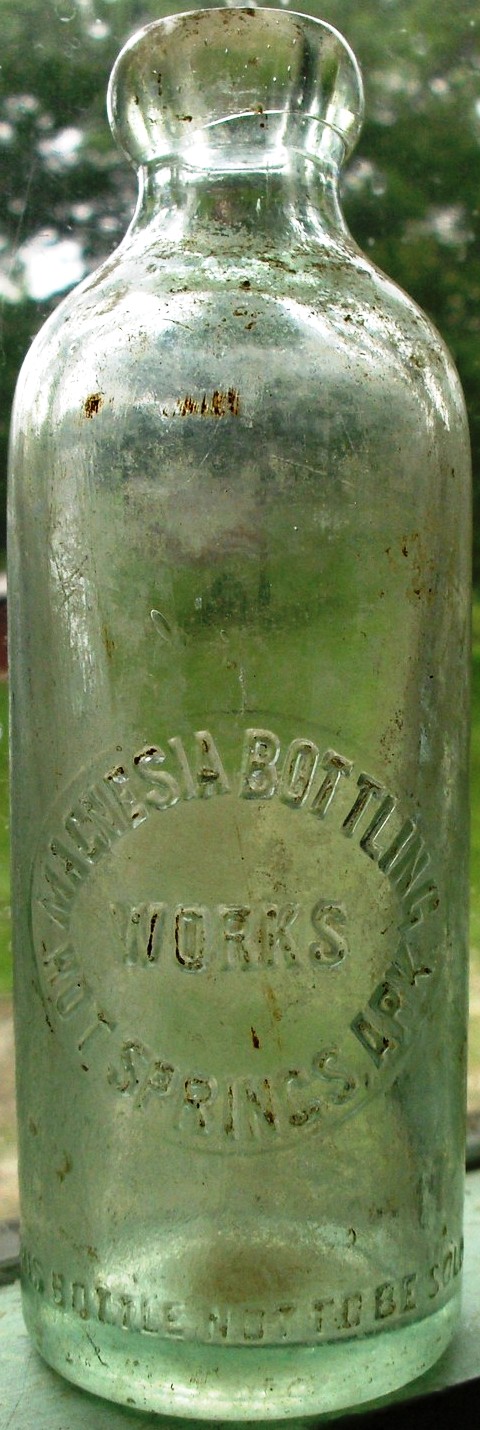 MAGNESIA BOTTLING
WORKS
HOT SPRINGS, ARK
THIS BOTTLE NOT TO BE SOLD